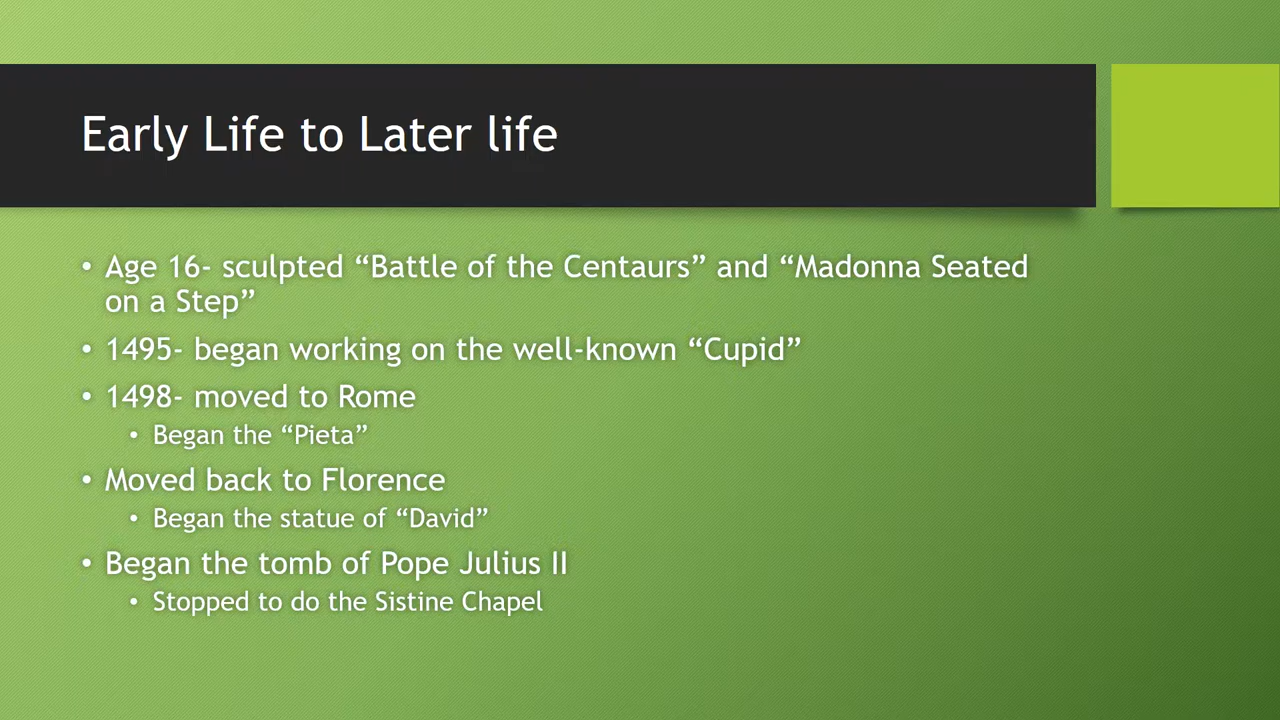 Early Life to Later life
• Age 16- sculpted “Battle of the Centaurs” and “Madonna Seated
on a Step”
• 1495- began working on the well-known “Cupid”
• 1498- moved to Rome
• Began the “Pieta”
• Moved back to Florence
• Began the statue of “David”
• Began the tomb of Pope Julius II
• Stopped to do the Sistine Chapel